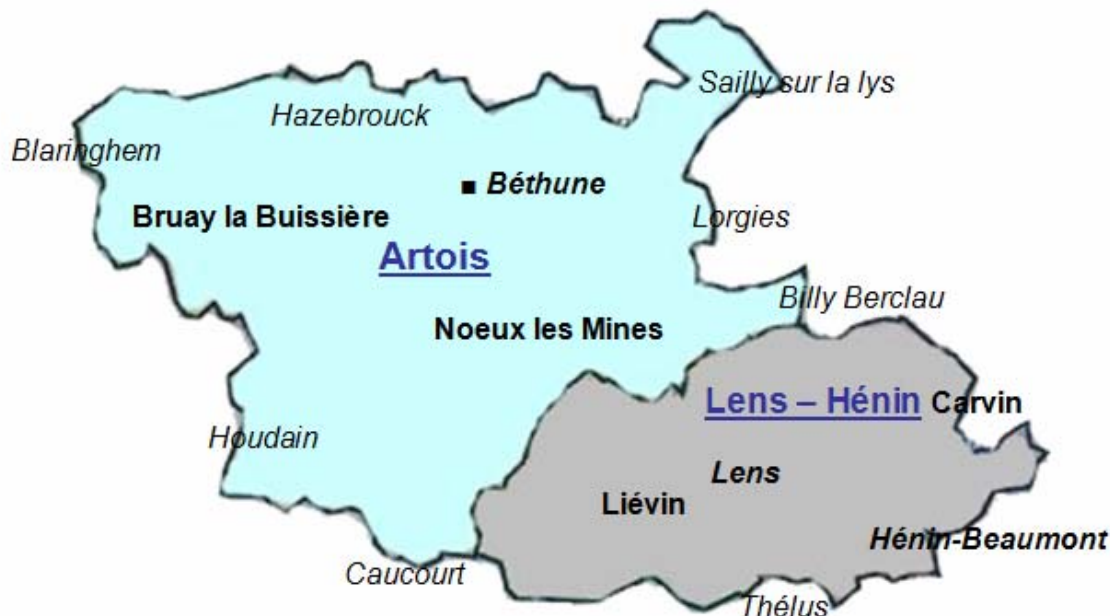 Sailly sur la lys
Hazebrouck
Blaringhem
Béthune
Bruay la Buissière
Lorgies
Artois
Billy Berclau
Noeux les Mines
Lens – Hénin
Carvin
Houdain
Lens
Liévin
Hénin-Beaumont
Caucourt
Thélus